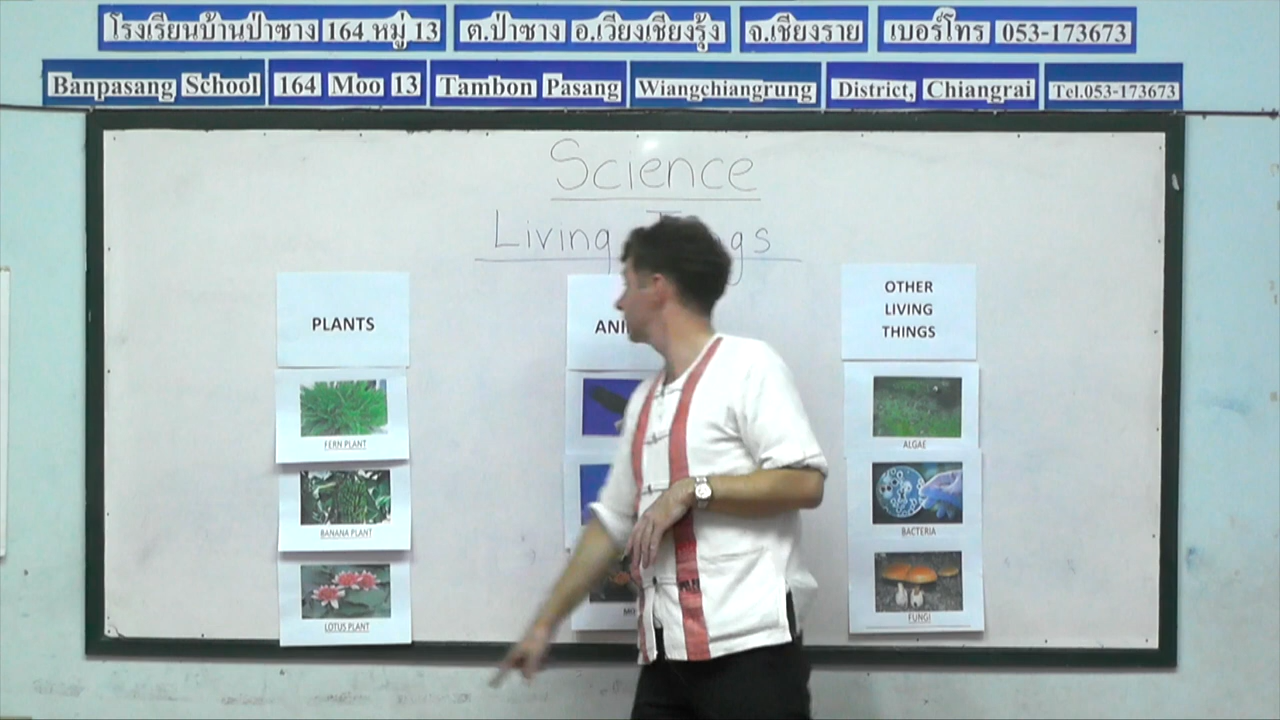 โรงเรียนบ้านป่าซาง 164 หมู่ 13 ต.ป่าซาง อ.เวียงเชียงรุ้ง จ.เชียงราย เบอร์โทร 053-173673
Banpasang School 164 Moo 13 Tambon Pasang Wiangchiangrung District, Chiangrai Tel.053-173673
Science
Living
PLANTS
FERN PLANT
BANANA PLANT
LOTUS PLANT
OTHER
LIVING
THINGS
ALGAE
BACTERIA
FUNGI